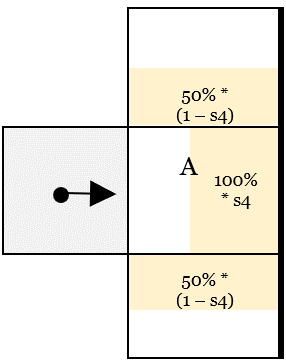 50% *
(1 – s4)
A
100%
* s4
50% *
(1 – s4)